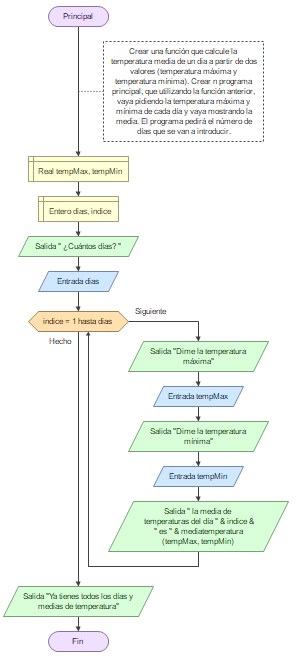 Principal
Crear una función que calcule la
temperatura media de un día a partir de dos
valores (temperatura máxima y
temperatura mínima). Crear n programa
principal, que utilizando la función anterior,
vaya pidiendo la temperatura máxima y
mínima de cada día y vaya mostrando la
media. El programa pedirá el número de
días que se van a introducir.
Real tempMax, tempMin
Entero dias, indice
Salida " ¿Cuántos días? "
Entrada dias
indice = 1 hasta dias
Siguiente
Hecho
Salida "Dime la temperatura
máxima"
Entrada tempMax
Salida "Dime la temperatura
mínima"
Entrada tempMin
Salida " la media de
temperaturas del día " & indice &
" es " & mediatemperatura
(tempMax, tempMin)
Salida "Ya tienes todos los días y
medias de temperatura"
Fin